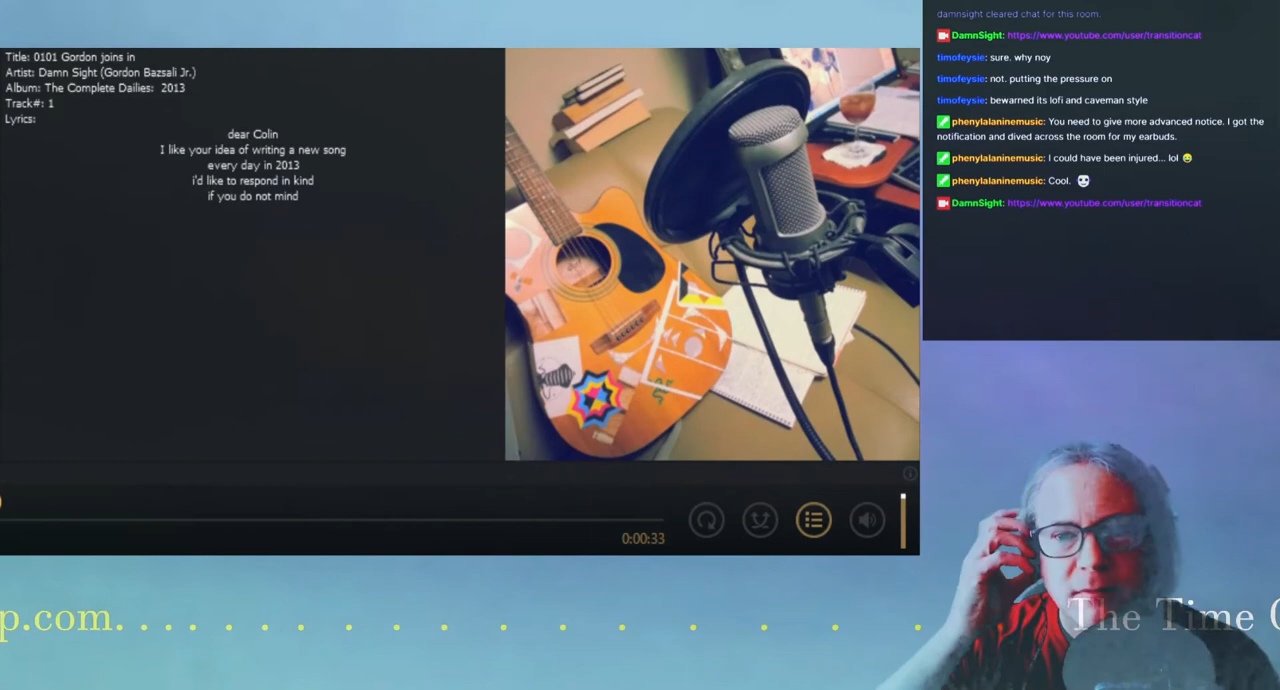 Title: 0101 Gordon joins in
Artist: Damn Sight (Gordon Bazsali Jr.)
Album: The Complete Dailies:  2013
Track#: 1
Lyrics:
dear Colin
I like your idea of writing a new song
every day in 2013
i'd like to respond in kind
if you do not mind
0:00:33
damnsight cleared chat for this room.
DamnSight: https://www.youtube.com/user/transitioncat
timofeysie: sure. why noy
timofeysie: not. putting the pressure on
timofeysie: bewarned its lofi and caveman style
phenylalaninemusic: You need to give more advanced notice. I got the
notification and dived across the room for my earbuds.
phenylalaninemusic: I could have been injured... lol 😂
phenylalaninemusic: Cool.
DamnSight: https://www.youtube.com/user/transitioncat
p.com. . . . . . . . . . . . . . . .
The Time